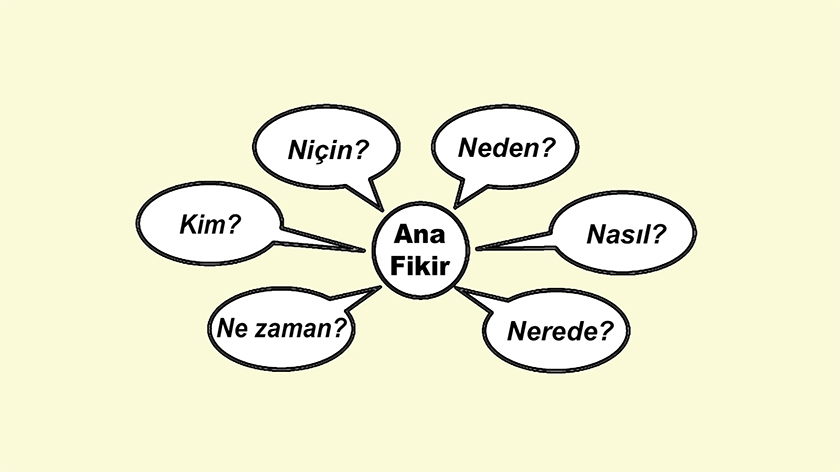 Niçin?
Neden?
Kim?
Ana
Fikir
Nasıl?
Ne zaman?
Nerede?